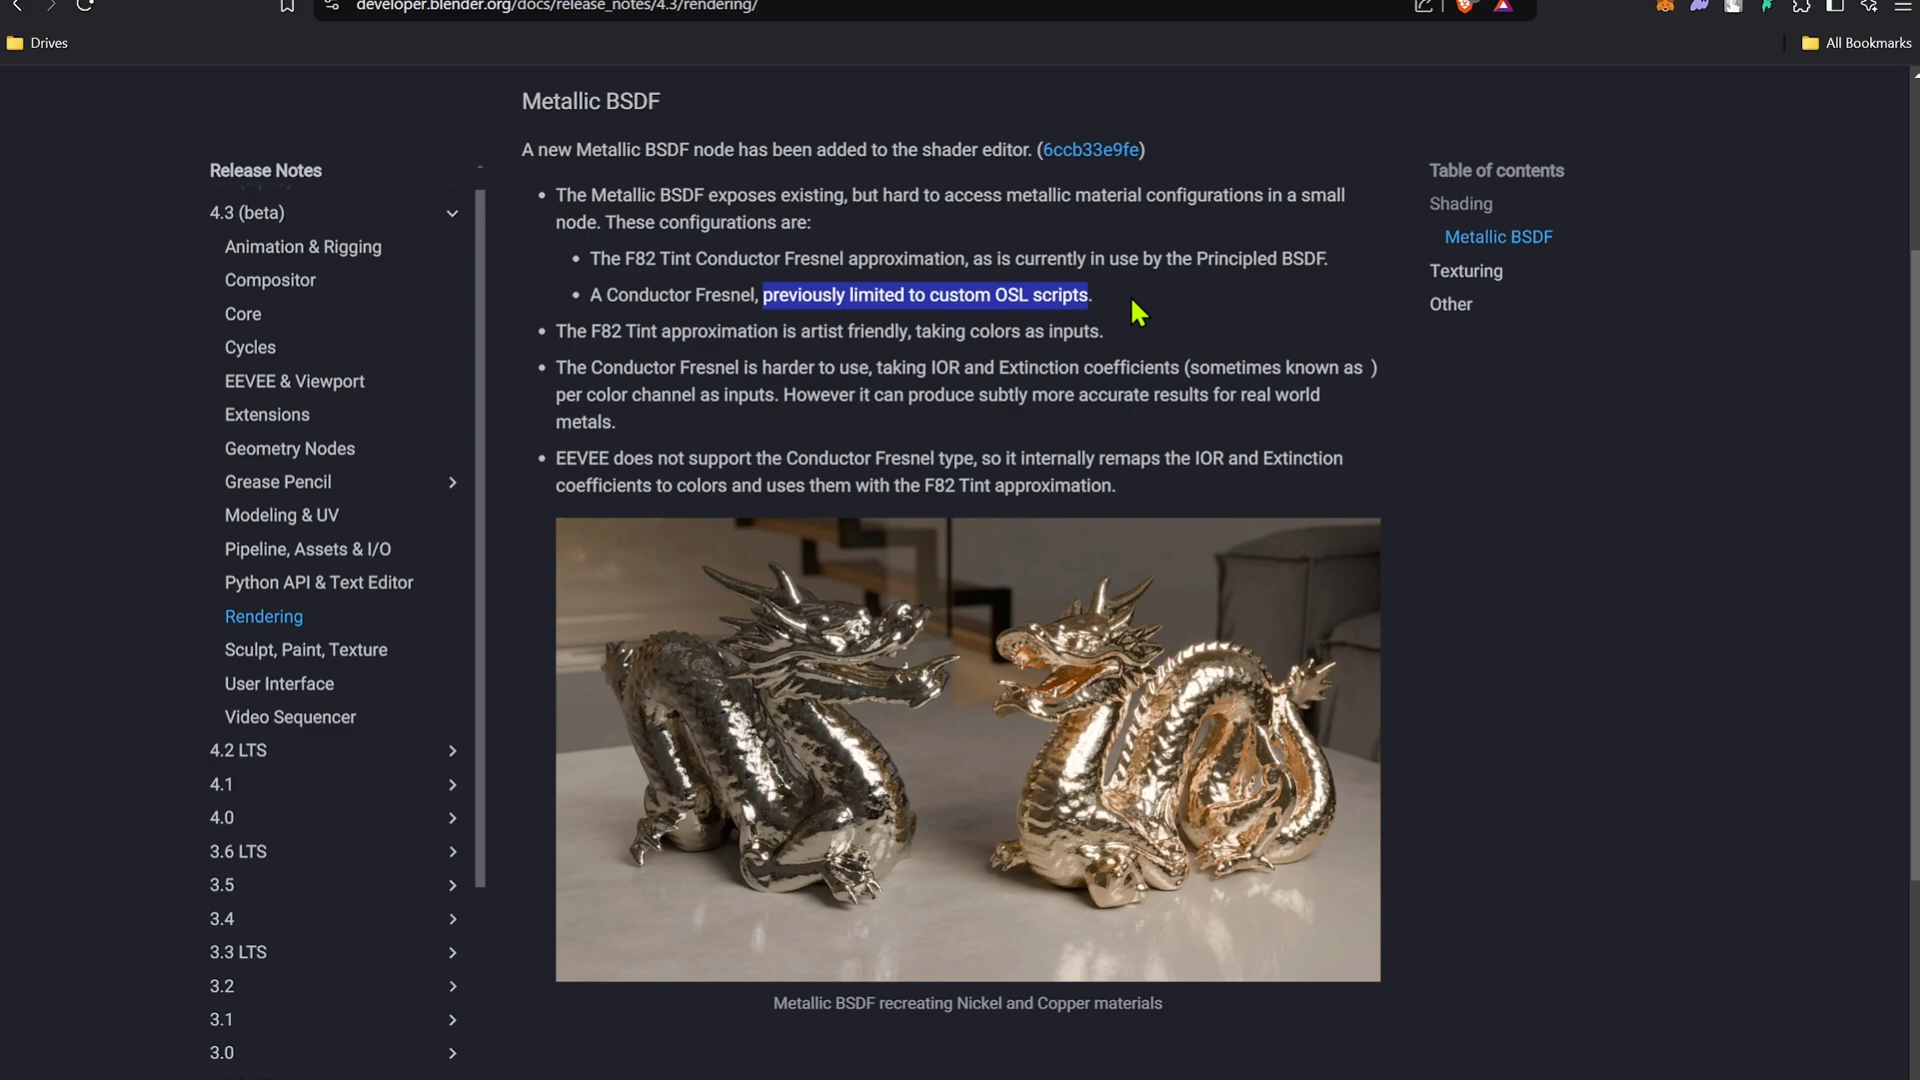 developer.blender.org/docs/release_notes/4.3/rendering/
Drives
All Bookmarks
Release Notes
4.3 (beta)
Animation & Rigging
Compositor
Core
Cycles
EEVEE & Viewport
Extensions
Geometry Nodes
Grease Pencil
Modeling & UV
Pipeline, Assets & I/O
Python API & Text Editor
Rendering
Sculpt, Paint, Texture
User Interface
Video Sequencer
4.2 LTS
4.1
4.0
3.6 LTS
3.5
3.4
3.3 LTS
3.2
3.1
3.0
Metallic BSDF
A new Metallic BSDF node has been added to the shader editor. (6ccb33e9fe)
• The Metallic BSDF exposes existing, but hard to access metallic material configurations in a small
node. These configurations are:
• The F82 Tint Conductor Fresnel approximation, as is currently in use by the Principled BSDF.
• A Conductor Fresnel, previously limited to custom OSL scripts.
• The F82 Tint approximation is artist friendly, taking colors as inputs.
• The Conductor Fresnel is harder to use, taking IOR and Extinction coefficients (sometimes known as )
per color channel as inputs. However it can produce subtly more accurate results for real world
metals.
• EEVEE does not support the Conductor Fresnel type, so it internally remaps the IOR and Extinction
coefficients to colors and uses them with the F82 Tint approximation.
Metallic BSDF recreating Nickel and Copper materials
Table of contents
Shading
Metallic BSDF
Texturing
Other